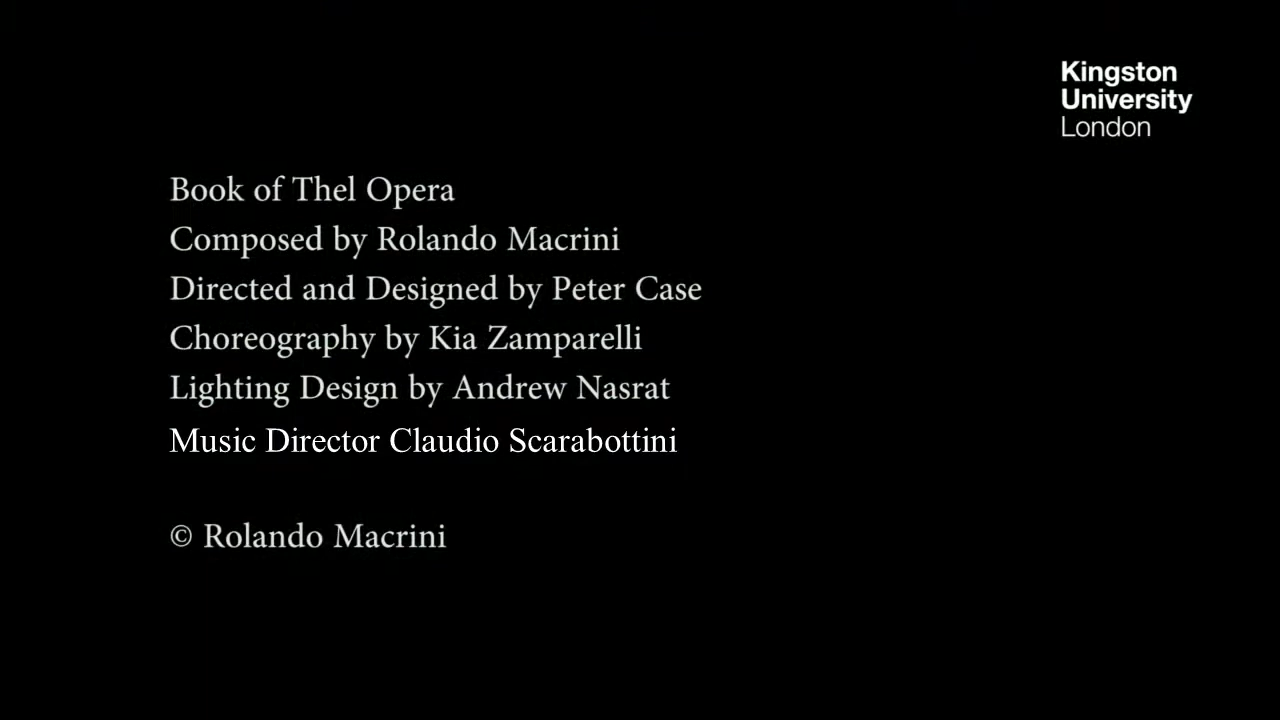 Kingston
University
London
Book of Thel Opera
Composed by Rolando Macrini
Directed and Designed by Peter Case
Choreography by Kia Zamparelli
Lighting Design by Andrew Nasrat
Music Director Claudio Scarabottini
© Rolando Macrini